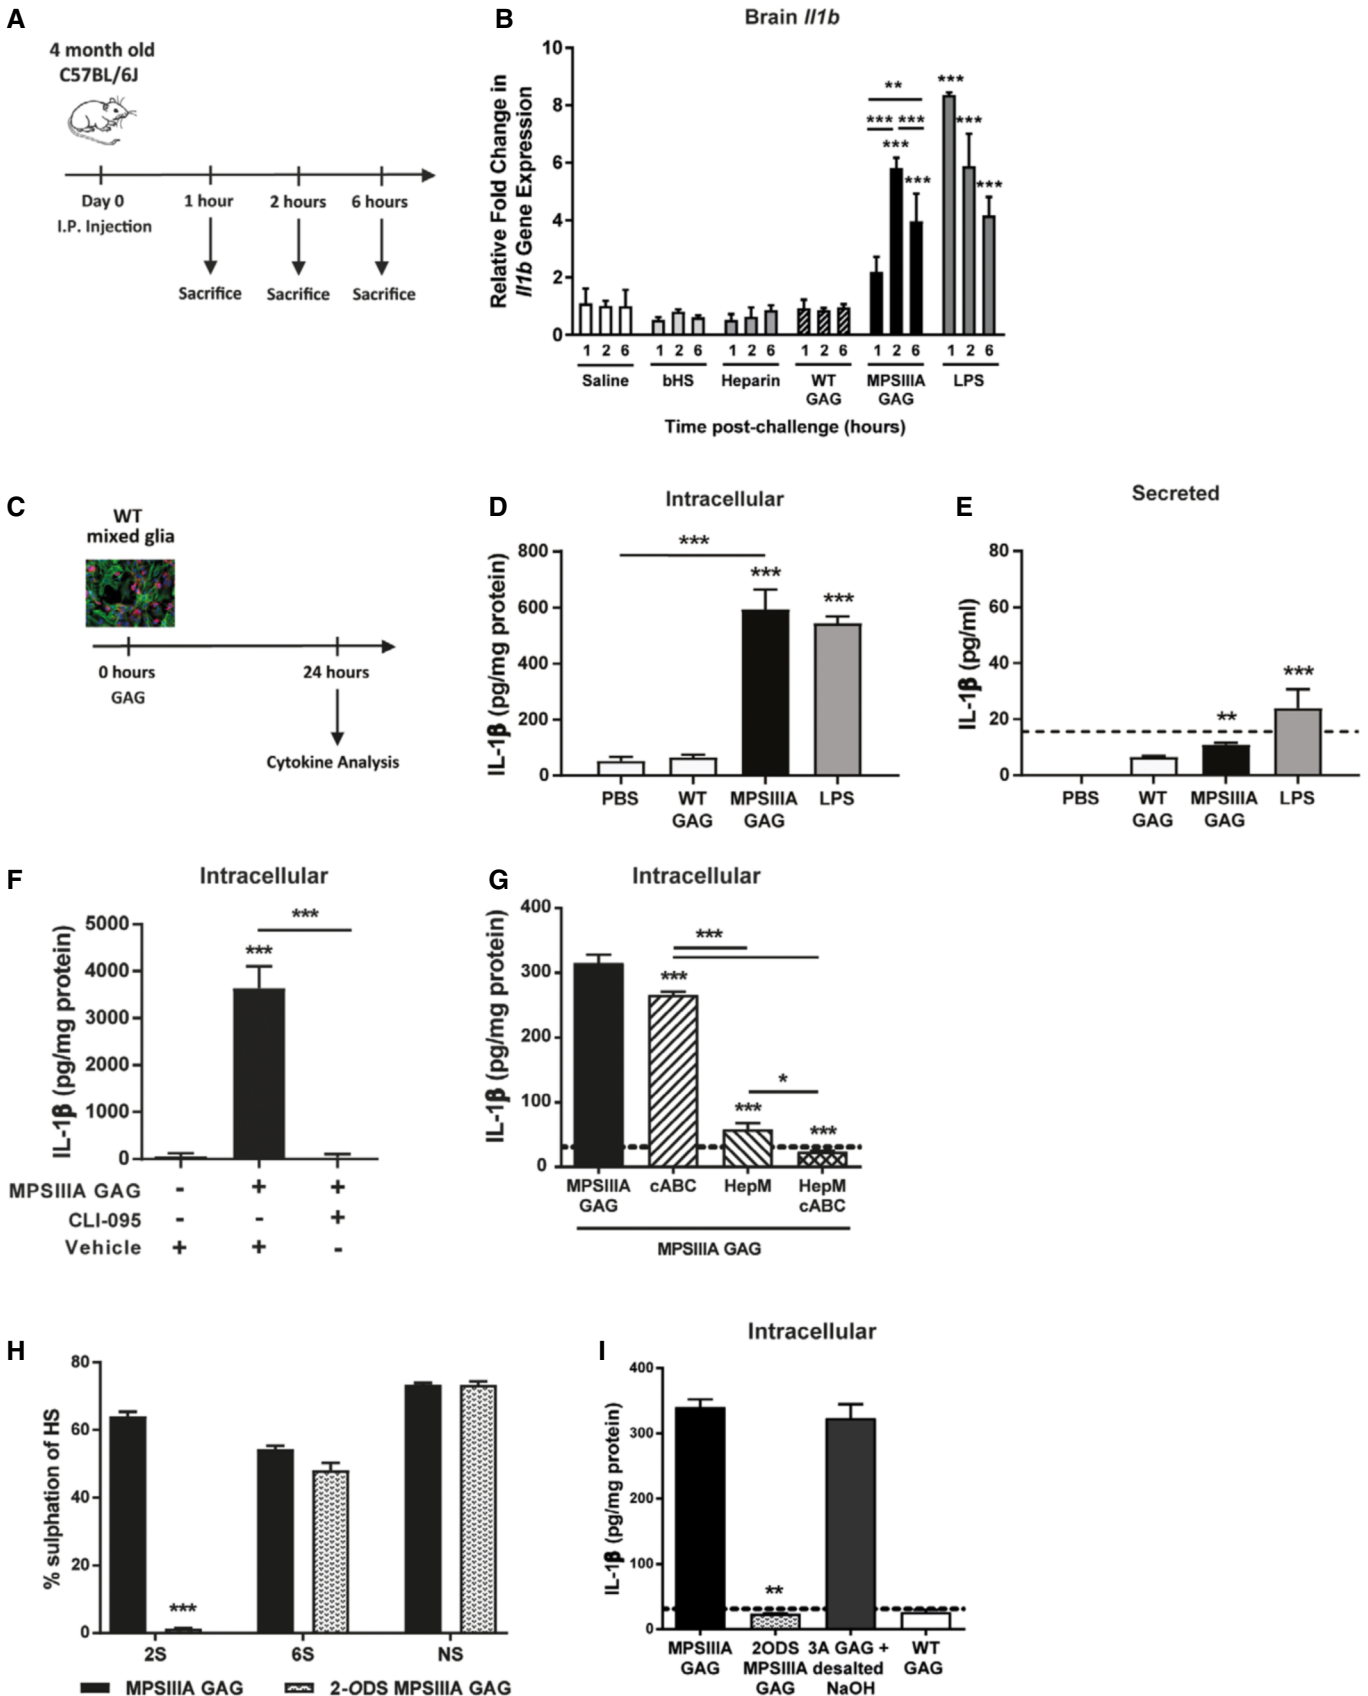 A
4 month old
C57BL/6J
Day 0
I.P. Injection
1 hour
2 hours
6 hours
Sacrifice
Sacrifice
Sacrifice
B
Brain Il1b
Relative Fold Change in
Il1b Gene Expression
10
8
6
4
2
0
**
*** ***
***
***
***
***
***
1 2 6 1 2 6 1 2 6 1 2 6 1 2 6 1 2 6
Saline bHS Heparin WT GAG MPSIIIA GAG LPS
Time post-challenge (hours)
C
WT
mixed glia
0 hours
GAG
24 hours
Cytokine Analysis
D
Intracellular
IL-1β (pg/mg protein)
800
600
400
200
0
***
***
***
PBS WT GAG MPSIIIA GAG LPS
E
Secreted
IL-1β (pg/ml)
80
60
40
20
0
**
***
PBS WT GAG MPSIIIA GAG LPS
F
Intracellular
IL-1β (pg/mg protein)
5000
4000
3000
2000
1000
0
***
***
MPSIIIA GAG - + +
CLI-095 - - +
Vehicle + + -
G
Intracellular
IL-1β (pg/mg protein)
400
300
200
100
0
***
***
*
***
***
MPSIIIA GAG cABC HepM HepM cABC
MPSIIIA GAG
H
% sulphation of HS
80
60
40
20
0
***
2S 6S NS
MPSIIIA GAG 2-ODS MPSIIIA GAG
I
Intracellular
IL-1β (pg/mg protein)
400
300
200
100
0
**
MPSIIIA GAG 2ODS MPSIIIA GAG 3A GAG + desalted NaOH WT GAG